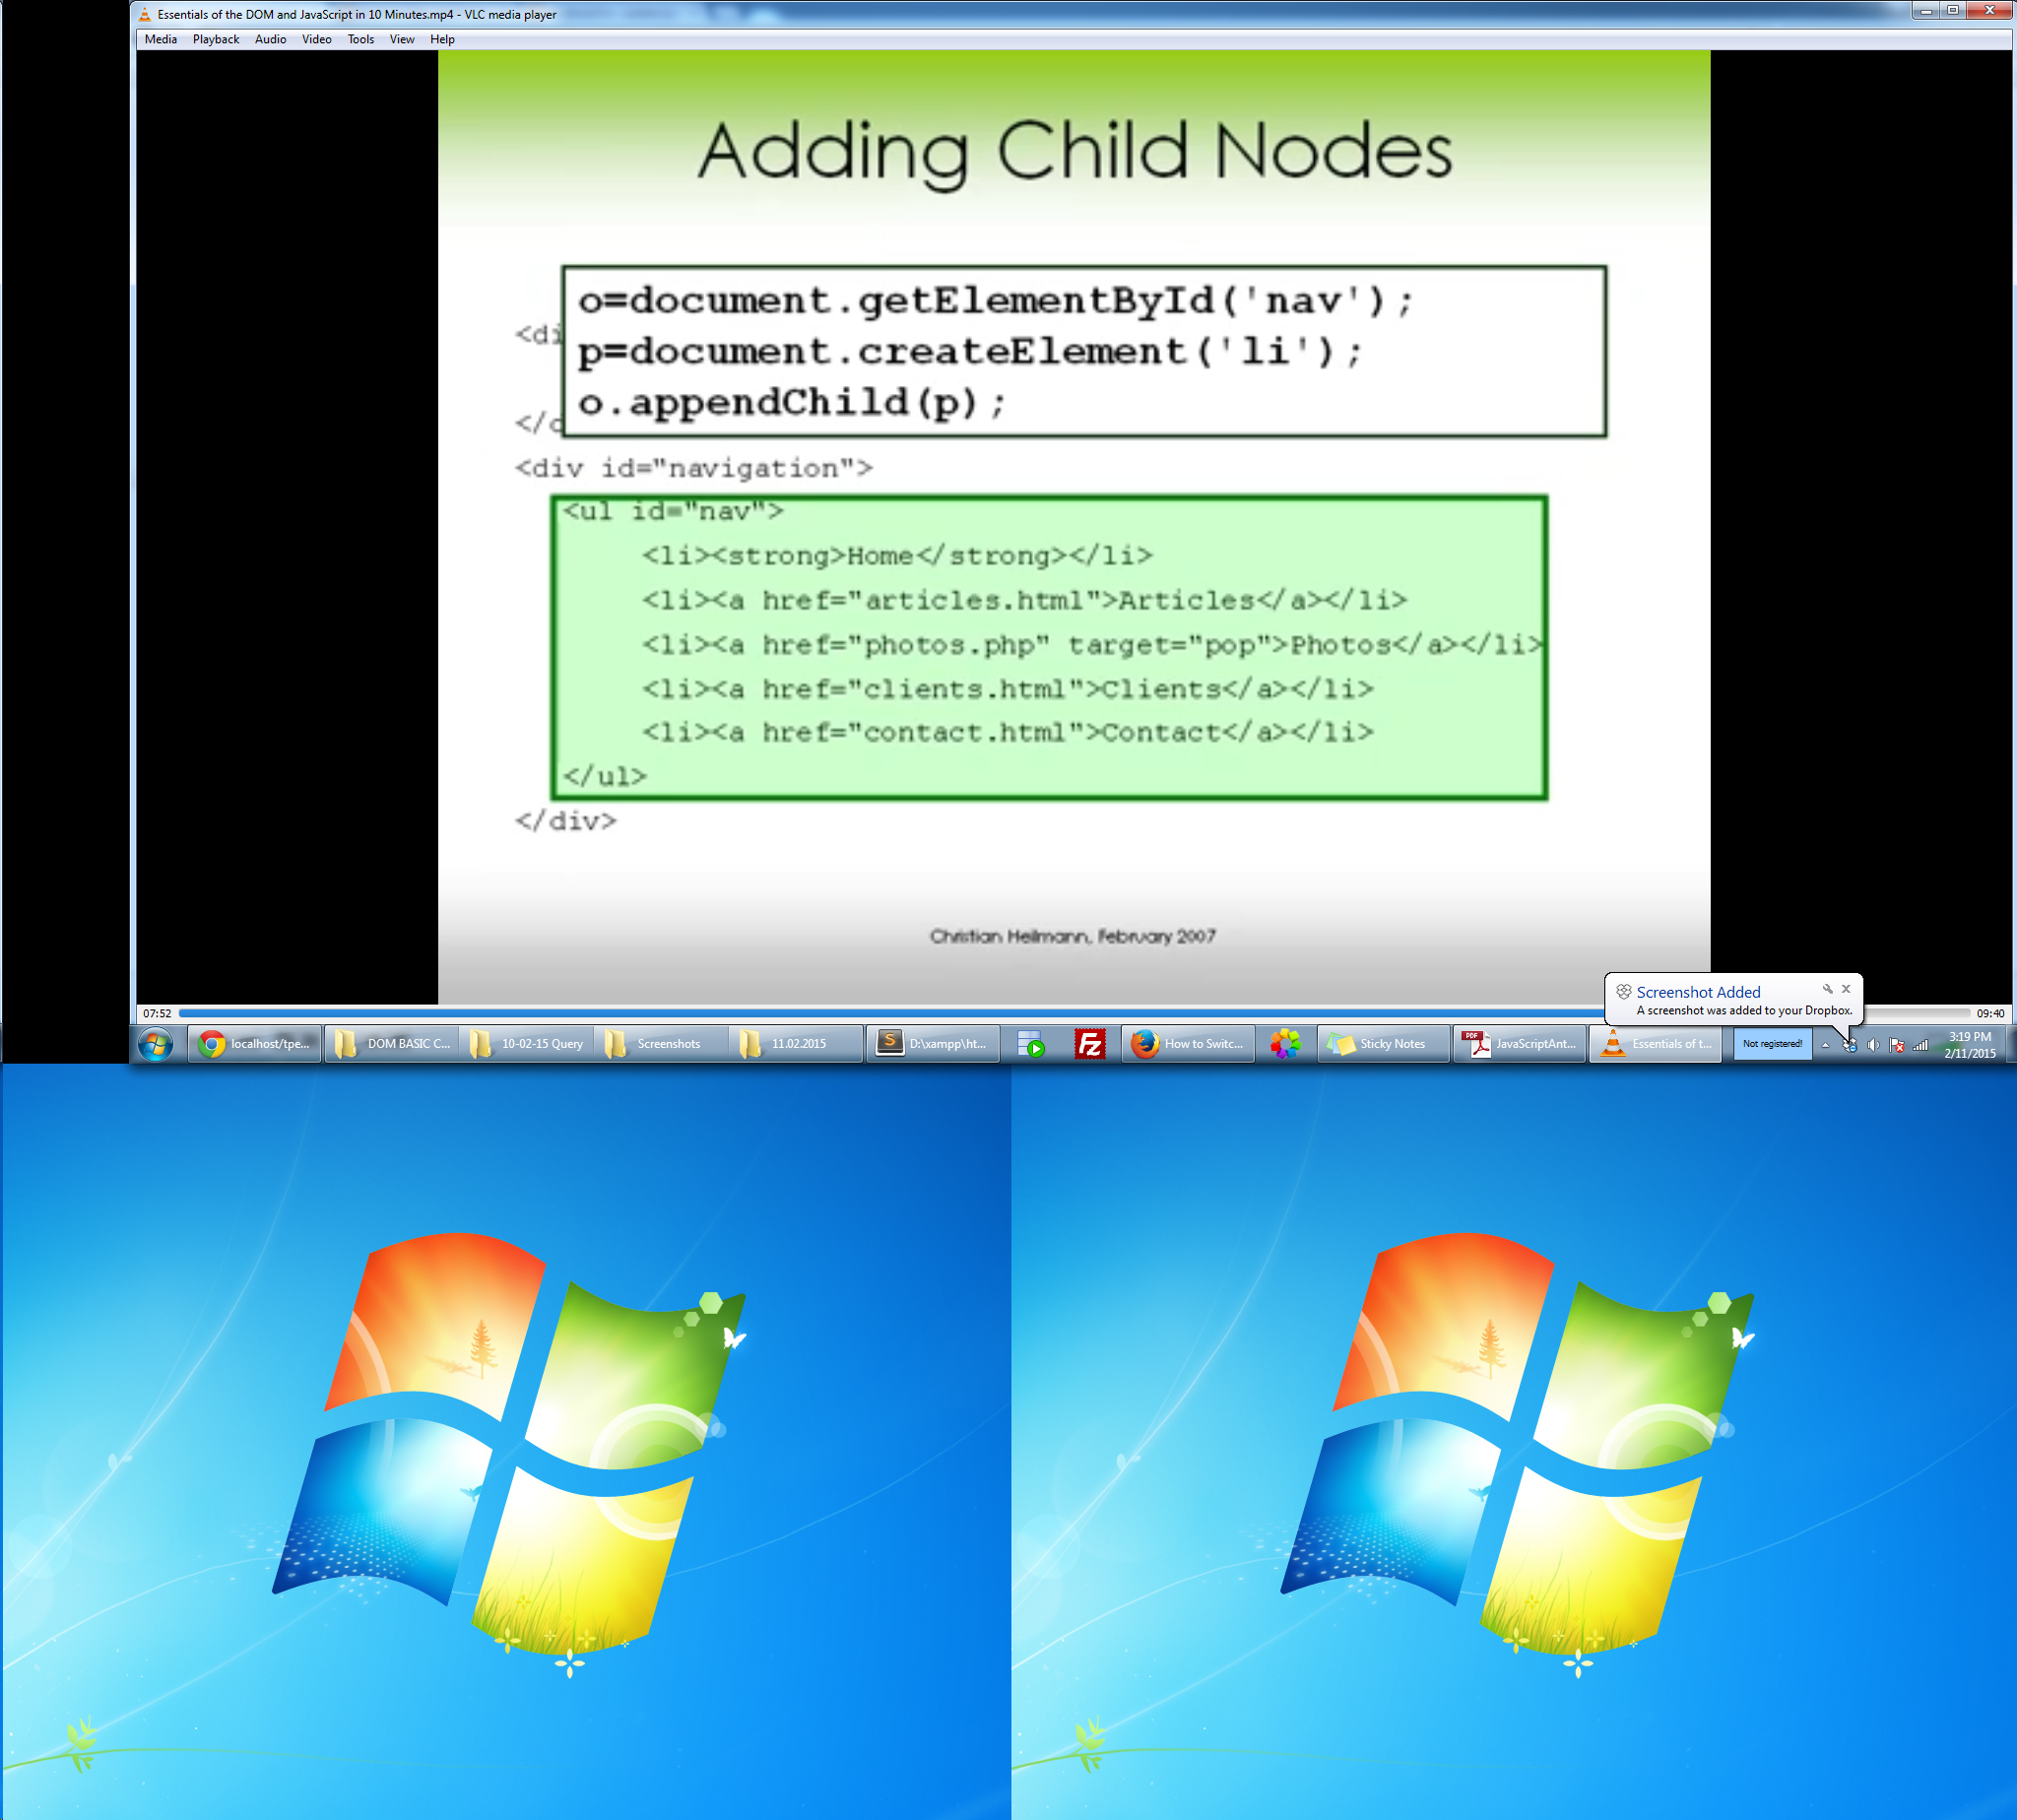 Essentials of the DOM and JavaScript in 10 Minutes.mp4 - VLC media player
Media Playback Audio Video Tools View Help
Adding Child Nodes
o=document.getElementById('nav');
<di
p=document.createElement('li');
o.appendChild(p);
</
<div id="navigation">
<ul id="nav">
<li><strong>Home</strong></li>
<li><a href="articles.html">Articles</a></li>
<li><a href="photos.php" target="pop">Photos</a></li>
<li><a href="clients.html">Clients</a></li>
<li><a href="contact.html">Contact</a></li>
</ul>
</div>
Christian Heilmann, February 2007
Screenshot Added
A screenshot was added to your Dropbox.
07:52 09:40
localhost/tpe... DOM BASIC C... 10-02-15 Query Screenshots 11.02.2015 S D:\xampp\ht... Fz How to Switc... Sticky Notes PDF JavaScriptAnt... Essentials of t... Not registered! 3:19 PM
2/11/2015